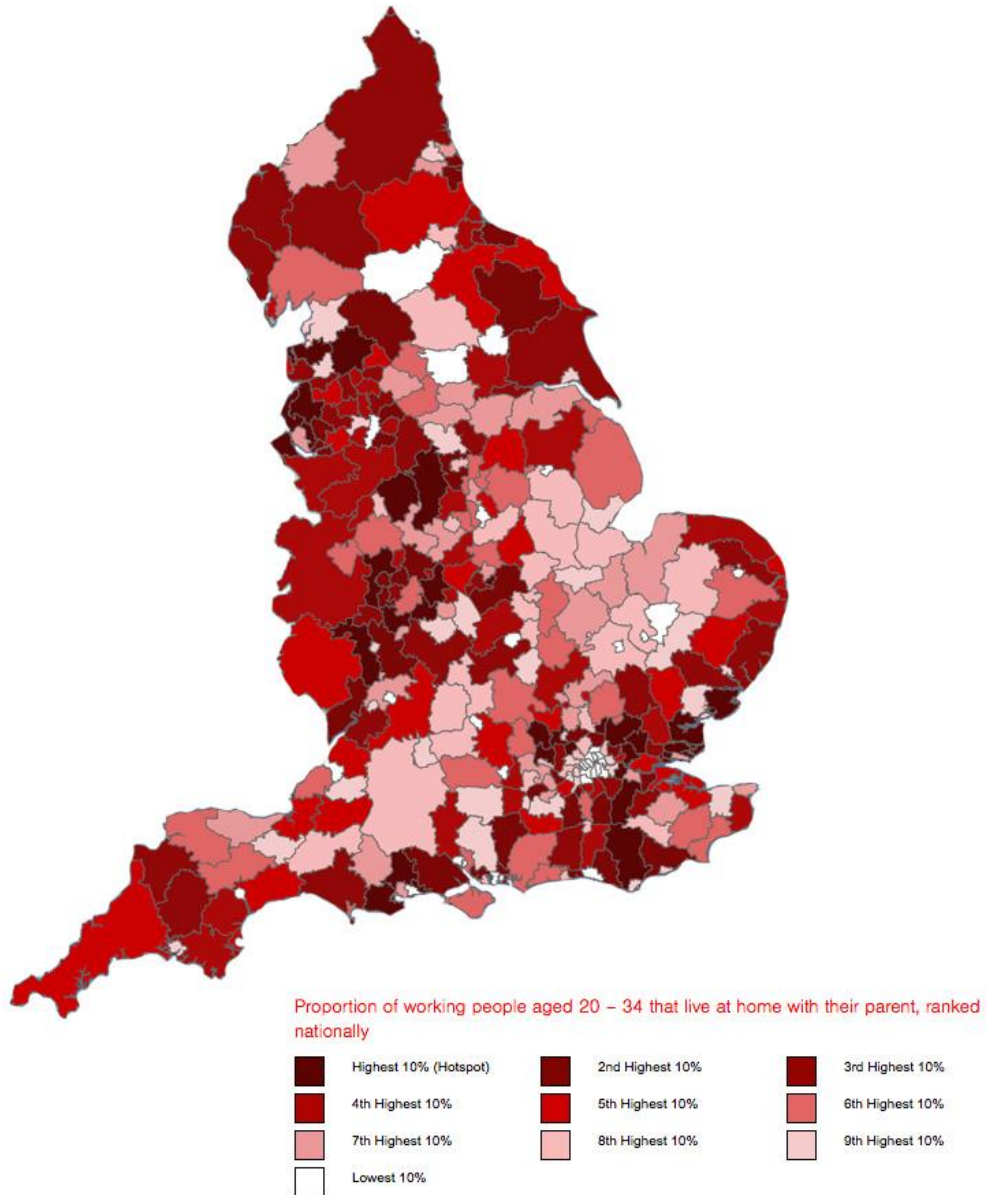 Proportion of working people aged 20 – 34 that live at home with their parent, ranked
nationally
Highest 10% (Hotspot)
2nd Highest 10%
3rd Highest 10%
4th Highest 10%
5th Highest 10%
6th Highest 10%
7th Highest 10%
8th Highest 10%
9th Highest 10%
Lowest 10%